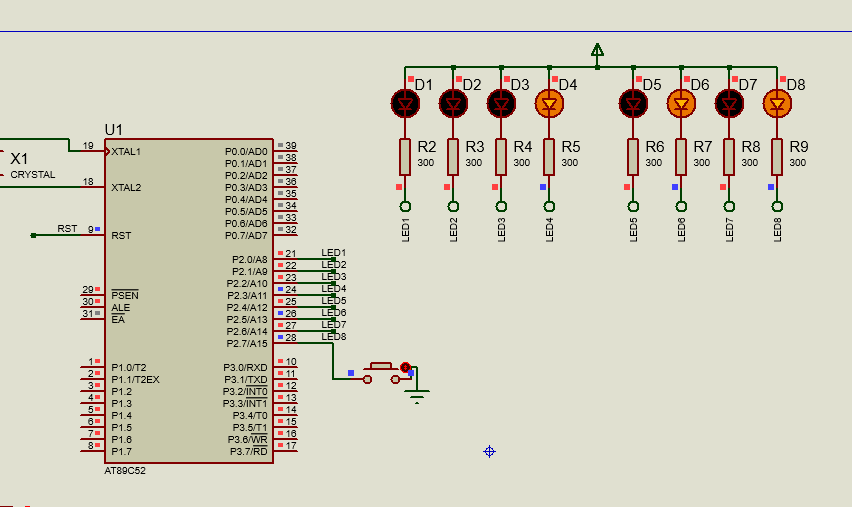 D1 D2 D3 D4 D5 D6 D7 D8
R2 R3 R4 R5 R6 R7 R8 R9
300 300 300 300 300 300 300 300
LED1 LED2 LED3 LED4 LED5 LED6 LED7 LED8
X1
CRYSTAL
RST
U1
19 XTAL1
18 XTAL2
9 RST
29 PSEN
30 ALE
31 EA
1 P1.0/T2
2 P1.1/T2EX
3 P1.2
4 P1.3
5 P1.4
6 P1.5
7 P1.6
8 P1.7
P0.0/AD0 39
P0.1/AD1 38
P0.2/AD2 37
P0.3/AD3 36
P0.4/AD4 35
P0.5/AD5 34
P0.6/AD6 33
P0.7/AD7 32
P2.0/A8 21 LED1
P2.1/A9 22 LED2
P2.2/A10 23 LED3
P2.3/A11 24 LED4
P2.4/A12 25 LED5
P2.5/A13 26 LED6
P2.6/A14 27 LED7
P2.7/A15 28 LED8
P3.0/RXD 10
P3.1/TXD 11
P3.2/INT0 12
P3.3/INT1 13
P3.4/T0 14
P3.5/T1 15
P3.6/WR 16
P3.7/RD 17
AT89C52